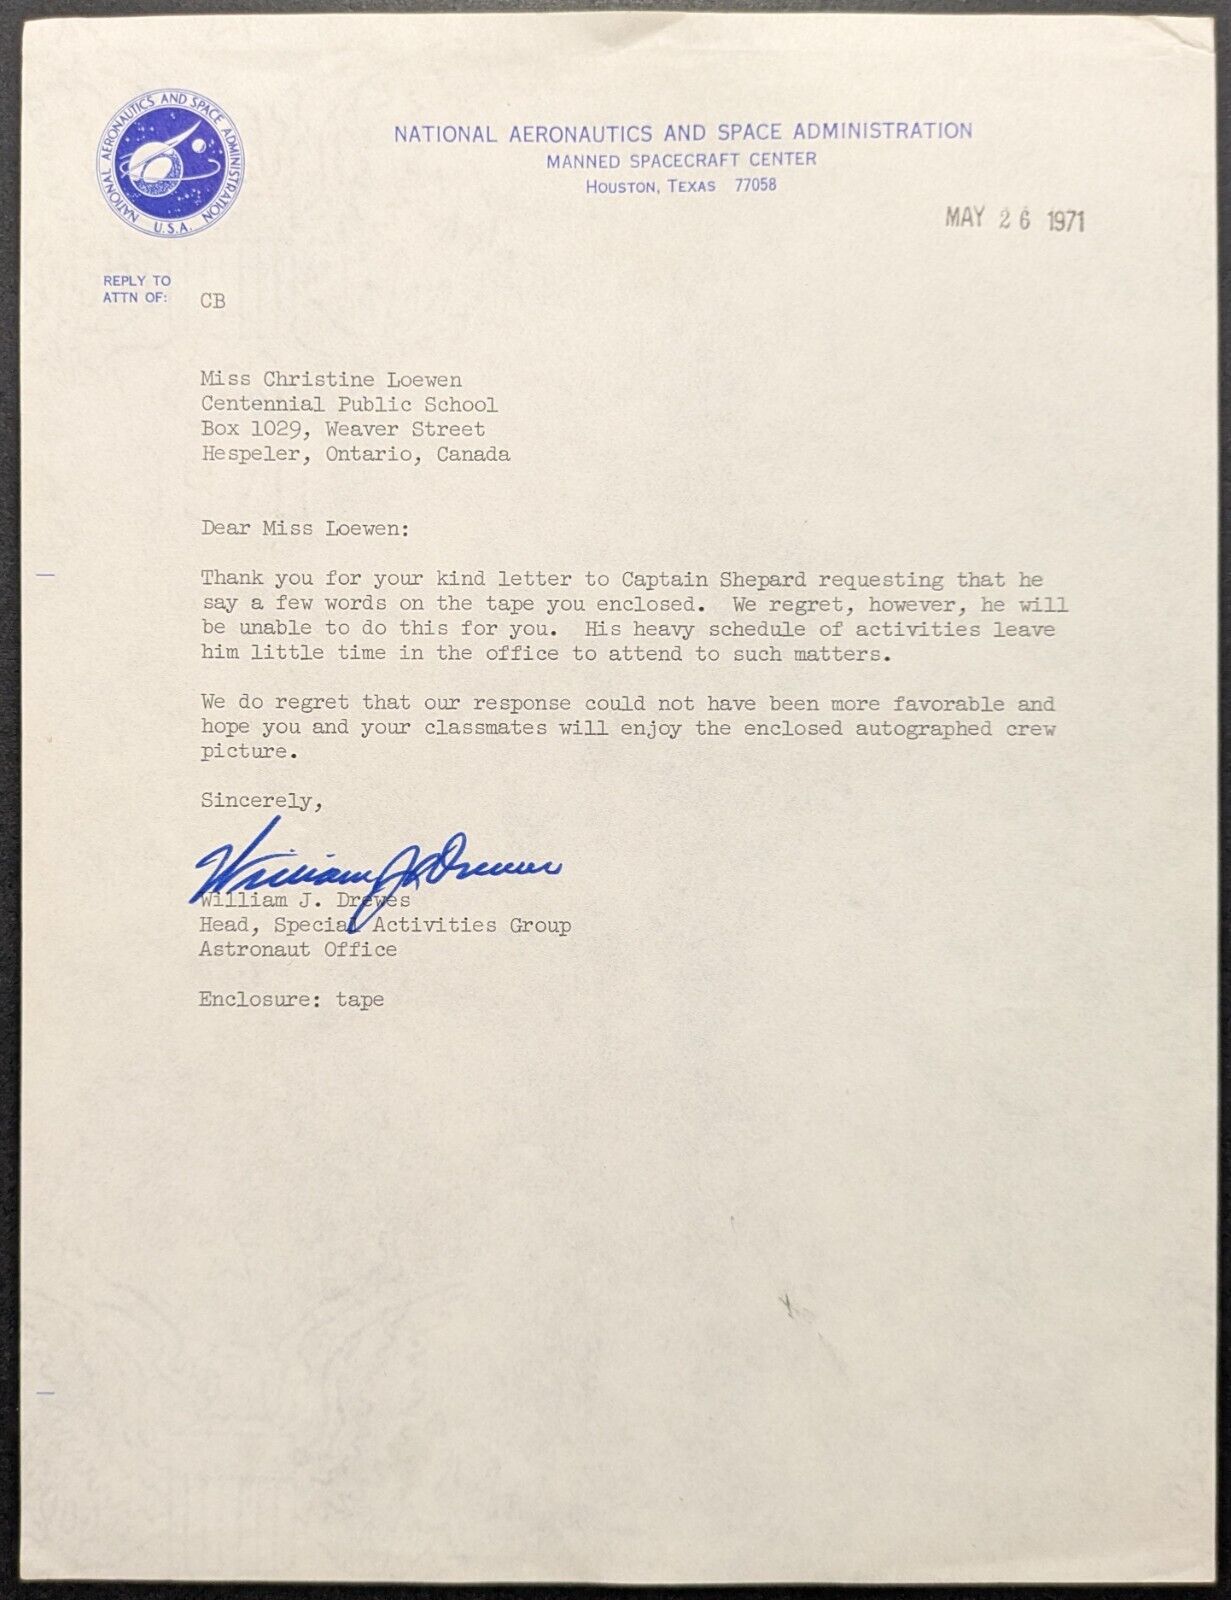 NATIONAL AERONAUTICS AND SPACE ADMINISTRATION
U.S.A.
NATIONAL AERONAUTICS AND SPACE ADMINISTRATION
MANNED SPACECRAFT CENTER
HOUSTON, TEXAS 77058
MAY 26 1971
REPLY TO
ATTN OF: CB
Miss Christine Loewen
Centennial Public School
Box 1029, Weaver Street
Hespeler, Ontario, Canada
Dear Miss Loewen:
Thank you for your kind letter to Captain Shepard requesting that he
say a few words on the tape you enclosed. We regret, however, he will
be unable to do this for you. His heavy schedule of activities leave
him little time in the office to attend to such matters.
We do regret that our response could not have been more favorable and
hope you and your classmates will enjoy the enclosed autographed crew
picture.
Sincerely,
William J. Drewes
William J. Drewes
Head, Special Activities Group
Astronaut Office
Enclosure: tape